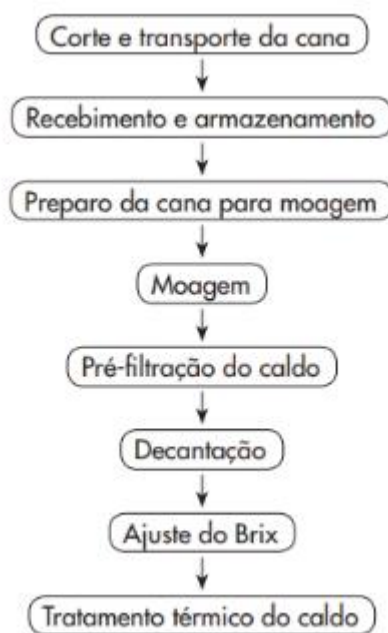 Corte e transporte da cana
Recebimento e armazenamento
Preparo da cana para moagem
Moagem
Pré-filtração do caldo
Decantação
Ajuste do Brix
Tratamento térmico do caldo